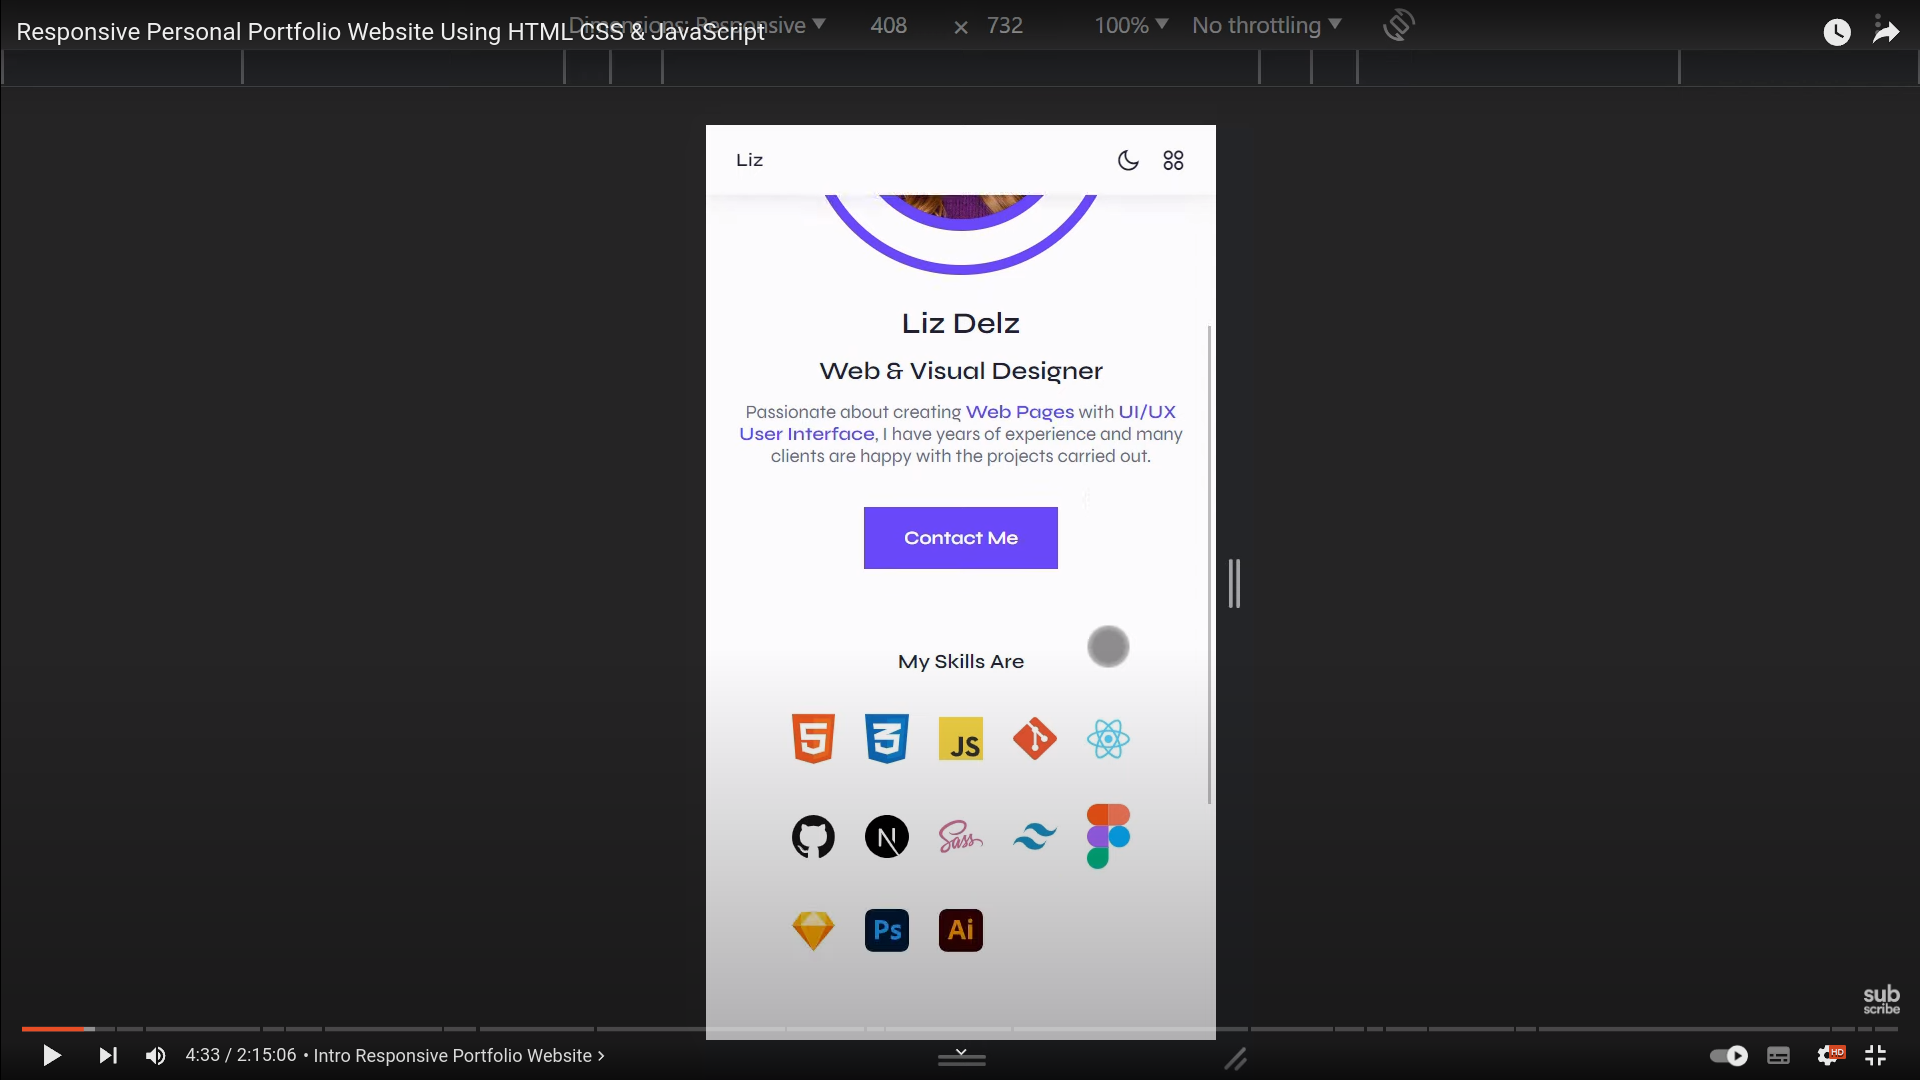 Responsive Personal Portfolio Website Using HTML CSS & JavaScript
Dimensions: Responsive 408 × 732 100% No throttling
Liz
Liz Delz
Web & Visual Designer
Passionate about creating Web Pages with UI/UX
User Interface, I have years of experience and many
clients are happy with the projects carried out.
Contact Me
My Skills Are
5 3 JS
N Sass
Ps Ai
sub
scribe
4:33 / 2:15:06 • Intro Responsive Portfolio Website
HD